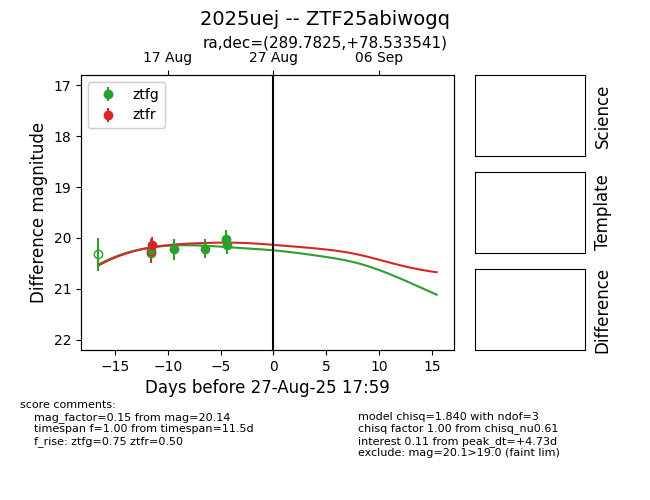 2025uej -- ZTF25abiwogq
ra,dec=(289.7825,+78.533541)
17 Aug 27 Aug 06 Sep
ztfg
ztfr
Difference magnitude
17
18
19
20
21
22
−15 −10 −5 0 5 10 15
Days before 27-Aug-25 17:59
Science
Template
Difference
score comments:
mag_factor=0.15 from mag=20.14
timespan f=1.00 from timespan=11.5d
f_rise: ztfg=0.75 ztfr=0.50
model chisq=1.840 with ndof=3
chisq factor 1.00 from chisq_nu0.61
interest 0.11 from peak_dt=+4.73d
exclude: mag=20.1>19.0 (faint lim)